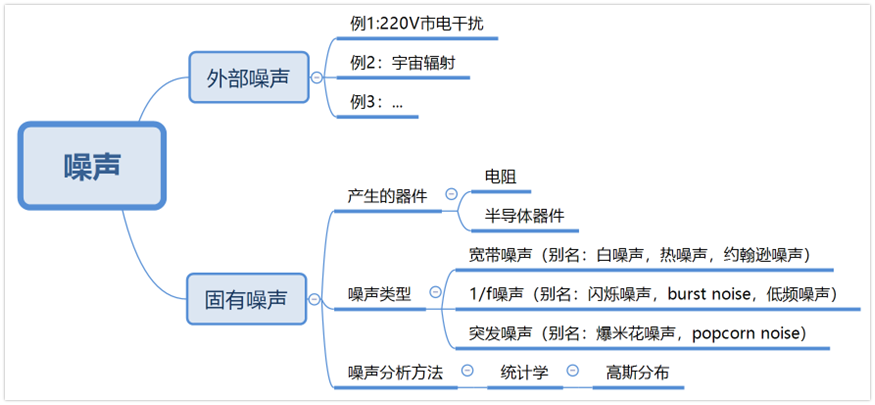 噪声
外部噪声
例1:220V市电干扰
例2：宇宙辐射
例3：...
固有噪声
产生的器件
电阻
半导体器件
噪声类型
宽带噪声（别名：白噪声，热噪声，约翰逊噪声）
1/f噪声（别名：闪烁噪声，burst noise，低频噪声）
突发噪声（别名：爆米花噪声，popcorn noise）
噪声分析方法
统计学
高斯分布